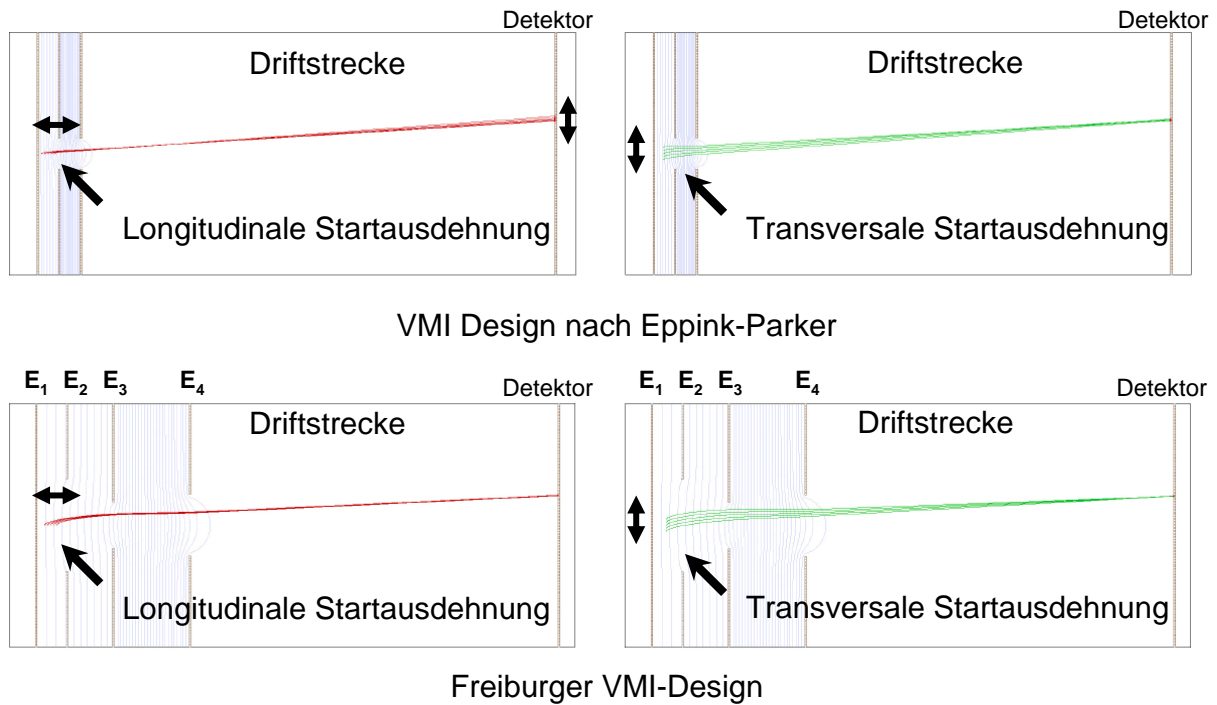 Detektor Detektor
Driftstrecke Driftstrecke
Longitudinale Startausdehnung Transversale Startausdehnung
VMI Design nach Eppink-Parker
E1 E2 E3 E4 E1 E2 E3 E4
Detektor Detektor
Driftstrecke Driftstrecke
Longitudinale Startausdehnung Transversale Startausdehnung
Freiburger VMI-Design